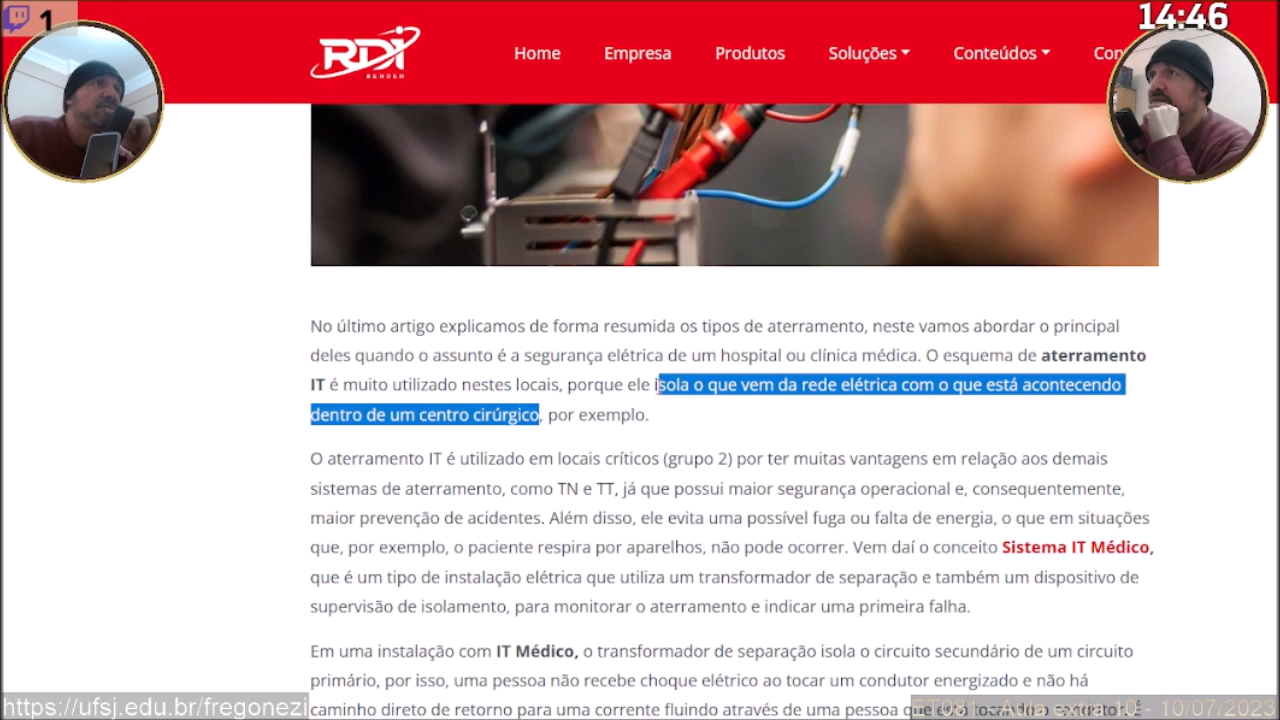 1
14:46
RDI
BENDER
Home
Empresa
Produtos
Soluções
Conteúdos
Con
No último artigo explicamos de forma resumida os tipos de aterramento, neste vamos abordar o principal
deles quando o assunto é a segurança elétrica de um hospital ou clínica médica. O esquema de aterramento
IT é muito utilizado nestes locais, porque ele isola o que vem da rede elétrica com o que está acontecendo
dentro de um centro cirúrgico, por exemplo.
O aterramento IT é utilizado em locais críticos (grupo 2) por ter muitas vantagens em relação aos demais
sistemas de aterramento, como TN e TT, já que possui maior segurança operacional e, consequentemente,
maior prevenção de acidentes. Além disso, ele evita uma possível fuga ou falta de energia, o que em situações
que, por exemplo, o paciente respira por aparelhos, não pode ocorrer. Vem daí o conceito Sistema IT Médico,
que é um tipo de instalação elétrica que utiliza um transformador de separação e também um dispositivo de
supervisão de isolamento, para monitorar o aterramento e indicar uma primeira falha.
Em uma instalação com IT Médico, o transformador de separação isola o circuito secundário de um circuito
primário, por isso, uma pessoa não recebe choque elétrico ao tocar um condutor energizado e não há
caminho direto de retorno para uma corrente fluindo através de uma pessoa que
https://ufsj.edu.br/fregonezi
Aula extra 10 - 10/07/2023